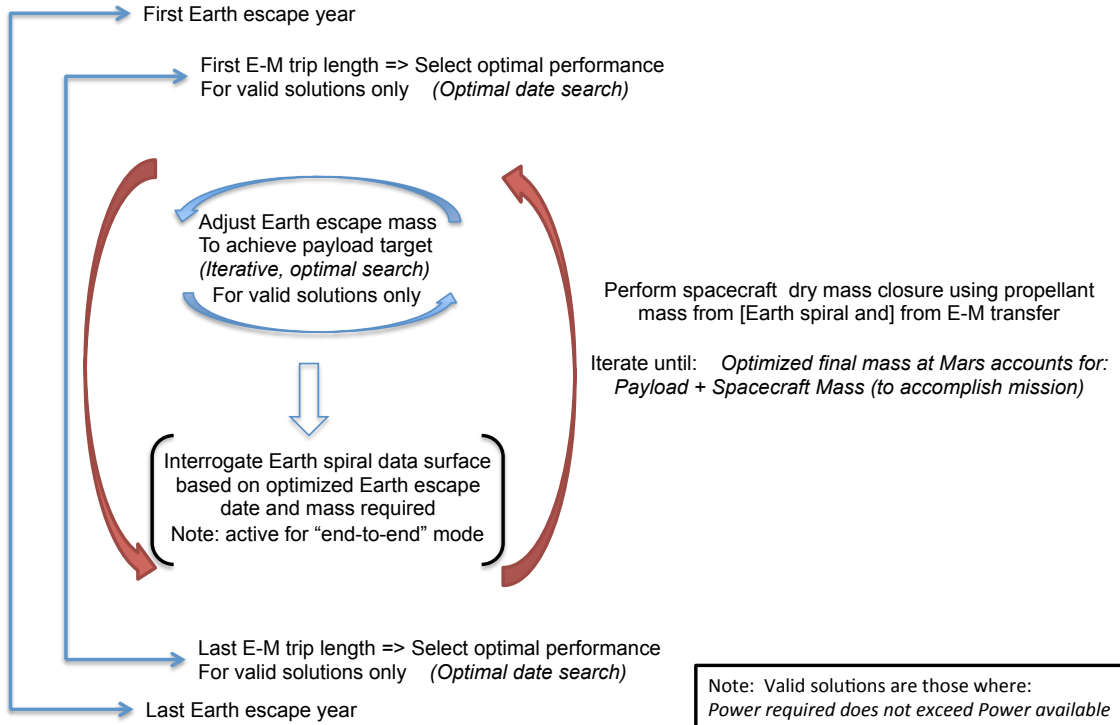 First Earth escape year
First E-M trip length => Select optimal performance
For valid solutions only (Optimal date search)
Adjust Earth escape mass
To achieve payload target
(Iterative, optimal search)
For valid solutions only
Perform spacecraft dry mass closure using propellant
mass from [Earth spiral and] from E-M transfer
Iterate until: Optimized final mass at Mars accounts for:
Payload + Spacecraft Mass (to accomplish mission)
Interrogate Earth spiral data surface
based on optimized Earth escape
date and mass required
Note: active for “end-to-end” mode
Last E-M trip length => Select optimal performance
For valid solutions only (Optimal date search)
Last Earth escape year
Note: Valid solutions are those where:
Power required does not exceed Power available